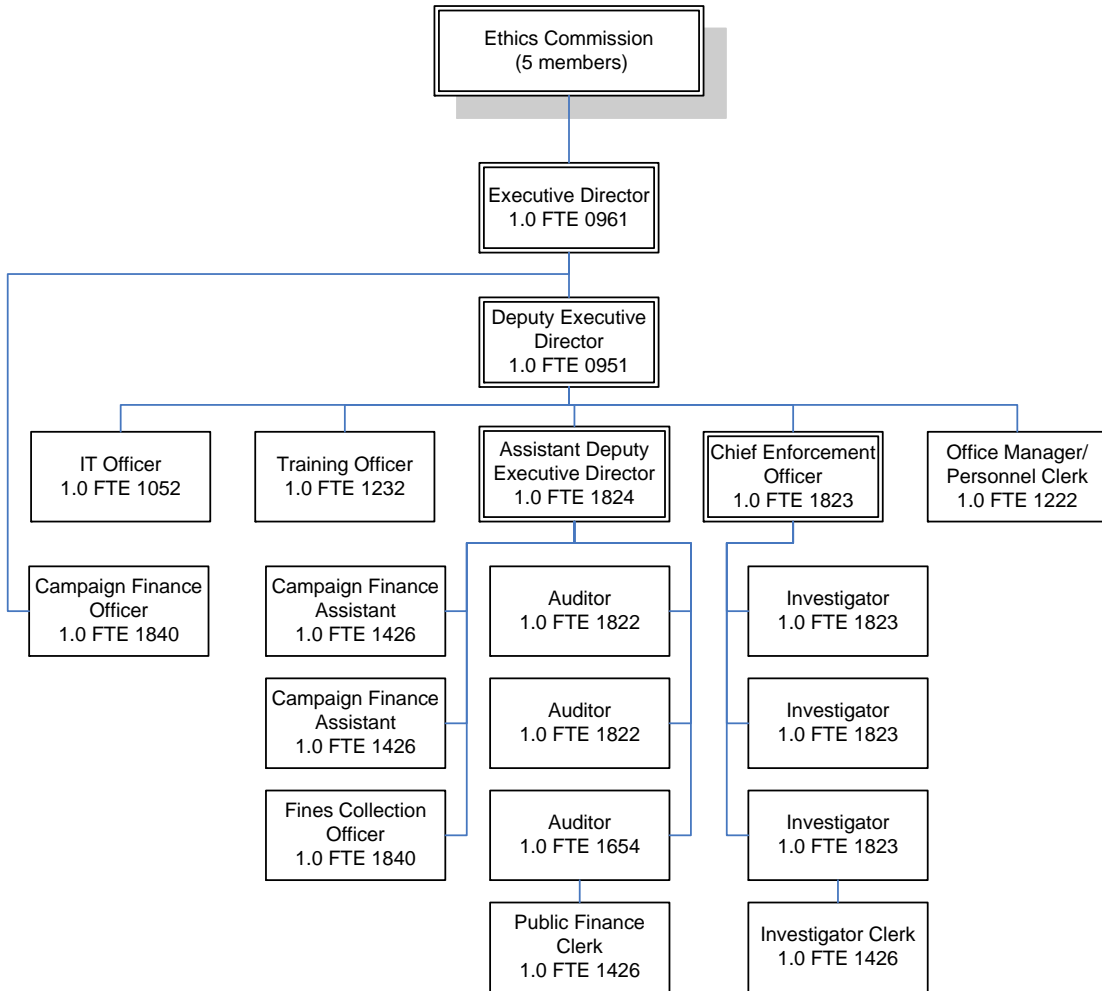 Ethics Commission
(5 members)
Executive Director
1.0 FTE 0961
Deputy Executive
Director
1.0 FTE 0951
IT Officer
1.0 FTE 1052
Training Officer
1.0 FTE 1232
Assistant Deputy
Executive Director
1.0 FTE 1824
Chief Enforcement
Officer
1.0 FTE 1823
Office Manager/
Personnel Clerk
1.0 FTE 1222
Campaign Finance
Officer
1.0 FTE 1840
Campaign Finance
Assistant
1.0 FTE 1426
Auditor
1.0 FTE 1822
Investigator
1.0 FTE 1823
Campaign Finance
Assistant
1.0 FTE 1426
Auditor
1.0 FTE 1822
Investigator
1.0 FTE 1823
Fines Collection
Officer
1.0 FTE 1840
Auditor
1.0 FTE 1654
Investigator
1.0 FTE 1823
Public Finance
Clerk
1.0 FTE 1426
Investigator Clerk
1.0 FTE 1426